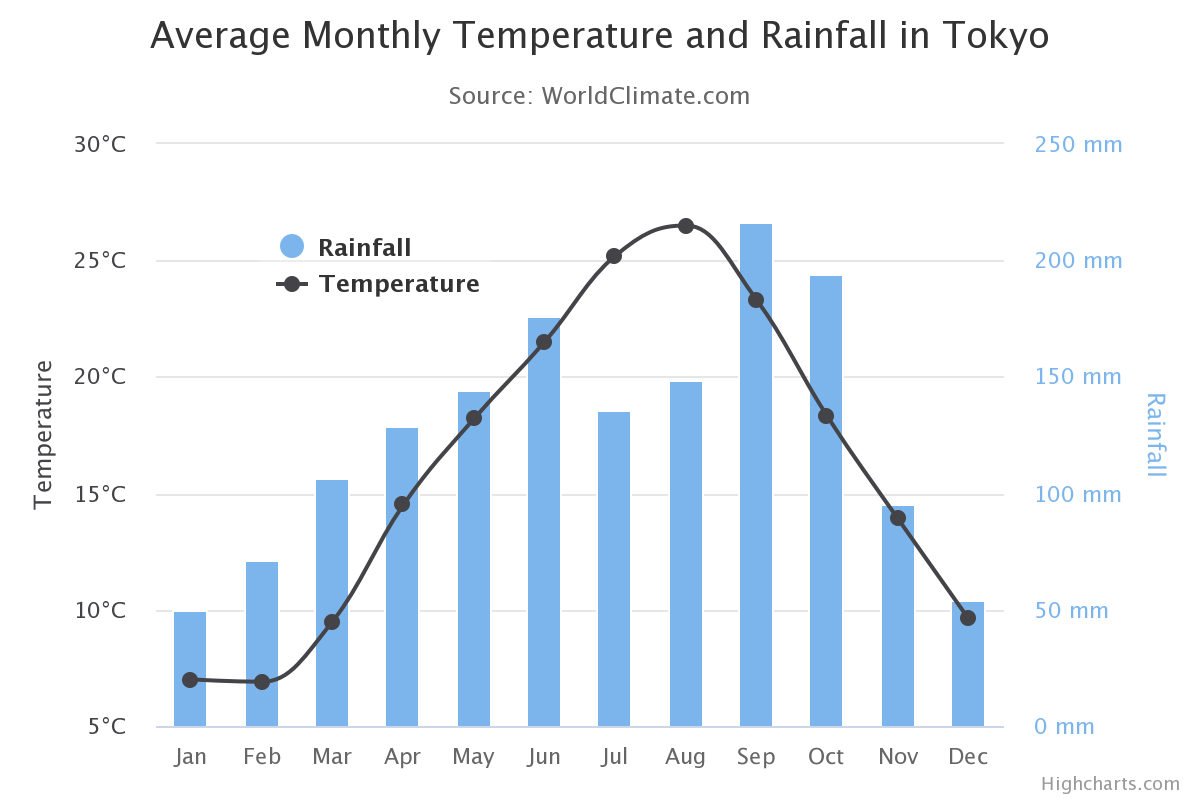 Average Monthly Temperature and Rainfall in Tokyo
Source: WorldClimate.com
30°C
250 mm
Rainfall
25°C
200 mm
Temperature
20°C
150 mm
Temperature
Rainfall
15°C
100 mm
10°C
50 mm
5°C
0 mm
Jan Feb Mar Apr May Jun Jul Aug Sep Oct Nov Dec
Highcharts.com